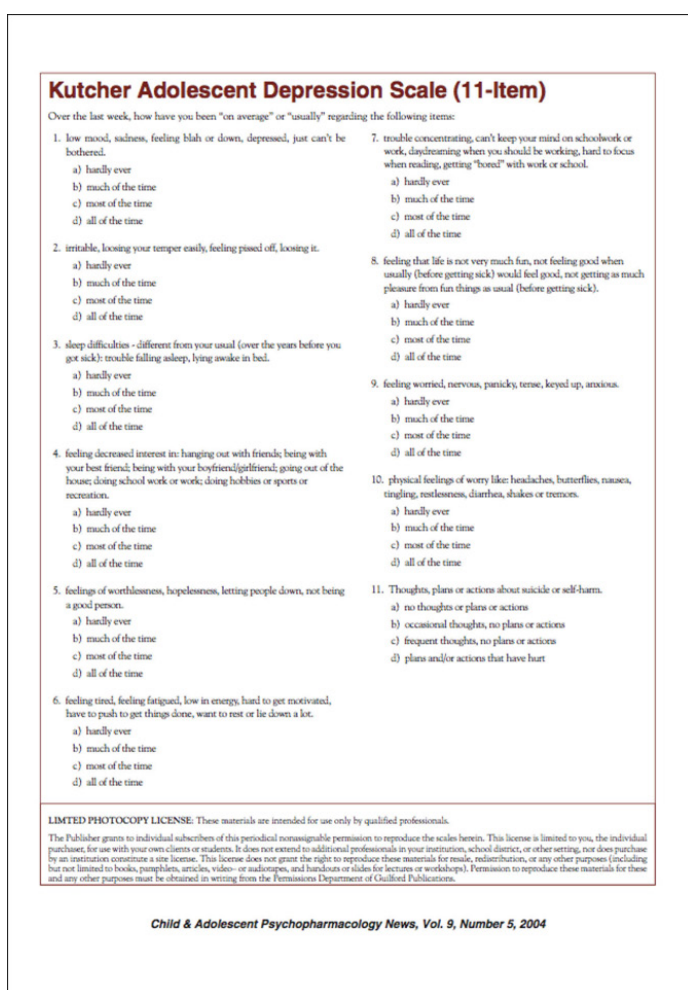 Kutcher Adolescent Depression Scale (11-Item)
Over the last week, how have you been “on average” or “usually” regarding the following items:
1. low mood, sadness, feeling blah or down, depressed, just can’t be
bothered.
a) hardly ever
b) much of the time
c) most of the time
d) all of the time
2. irritable, loosing your temper easily, feeling pissed off, loosing it.
a) hardly ever
b) much of the time
c) most of the time
d) all of the time
3. sleep difficulties - different from your usual (over the years before you
got sick): trouble falling asleep, lying awake in bed.
a) hardly ever
b) much of the time
c) most of the time
d) all of the time
4. feeling decreased interest in: hanging out with friends; being with
your best friend; being with your boyfriend/girlfriend; going out of the
house; doing school work or work; doing hobbies or sports or
recreation.
a) hardly ever
b) much of the time
c) most of the time
d) all of the time
5. feelings of worthlessness, hopelessness, letting people down, not being
a good person.
a) hardly ever
b) much of the time
c) most of the time
d) all of the time
6. feeling tired, feeling fatigued, low in energy, hard to get motivated,
have to push to get things done, want to rest or lie down a lot.
a) hardly ever
b) much of the time
c) most of the time
d) all of the time
7. trouble concentrating, can’t keep your mind on schoolwork or
work, daydreaming when you should be working, hard to focus
when reading, getting “bored” with work or school.
a) hardly ever
b) much of the time
c) most of the time
d) all of the time
8. feeling that life is not very much fun, not feeling good when
usually (before getting sick) would feel good, not getting as much
pleasure from fun things as usual (before getting sick).
a) hardly ever
b) much of the time
c) most of the time
d) all of the time
9. feeling worried, nervous, panicky, tense, keyed up, anxious.
a) hardly ever
b) much of the time
c) most of the time
d) all of the time
10. physical feelings of worry like: headaches, butterflies, nausea,
tingling, restlessness, diarrhea, shakes or tremors.
a) hardly ever
b) much of the time
c) most of the time
d) all of the time
11. Thoughts, plans or actions about suicide or self-harm.
a) no thoughts or plans or actions
b) occasional thoughts, no plans or actions
c) frequent thoughts, no plans or actions
d) plans and/or actions that have hurt
LIMTED PHOTOCOPY LICENSE: These materials are intended for use only by qualified professionals.
The Publisher grants to individual subscribers of this periodical nonassignable permission to reproduce the scales herein. This license is limited to you, the individual
purchaser, for use with your own clients or students. It does not extend to additional professionals in your institution, school district, or other setting, nor does purchase
by an institution constitute a site license. This license does not grant the right to reproduce these materials for resale, redistribution, or any other purposes (including
but not limited to books, pamphlets, articles, video- or audiotapes, and handouts or slides for lectures or workshops). Permission to reproduce these materials for these
and any other purposes must be obtained in writing from the Permissions Department of Guilford Publications.
Child & Adolescent Psychopharmacology News, Vol. 9, Number 5, 2004